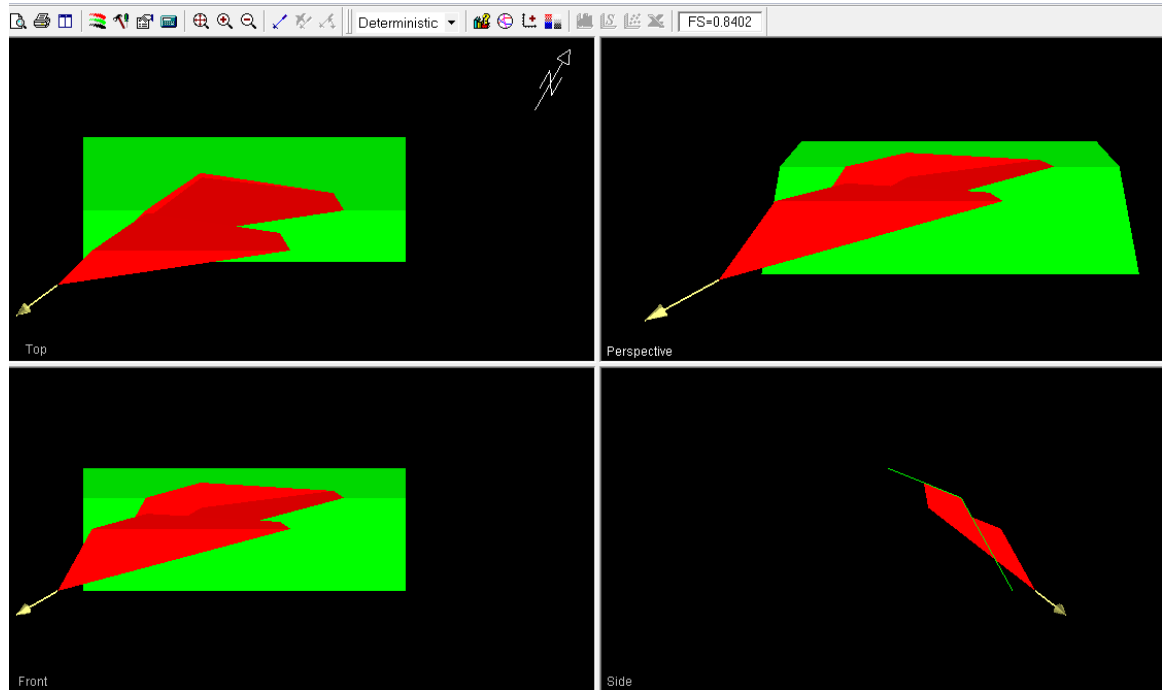 Deterministic FS=0.8402
N
Top
Perspective
Front
Side